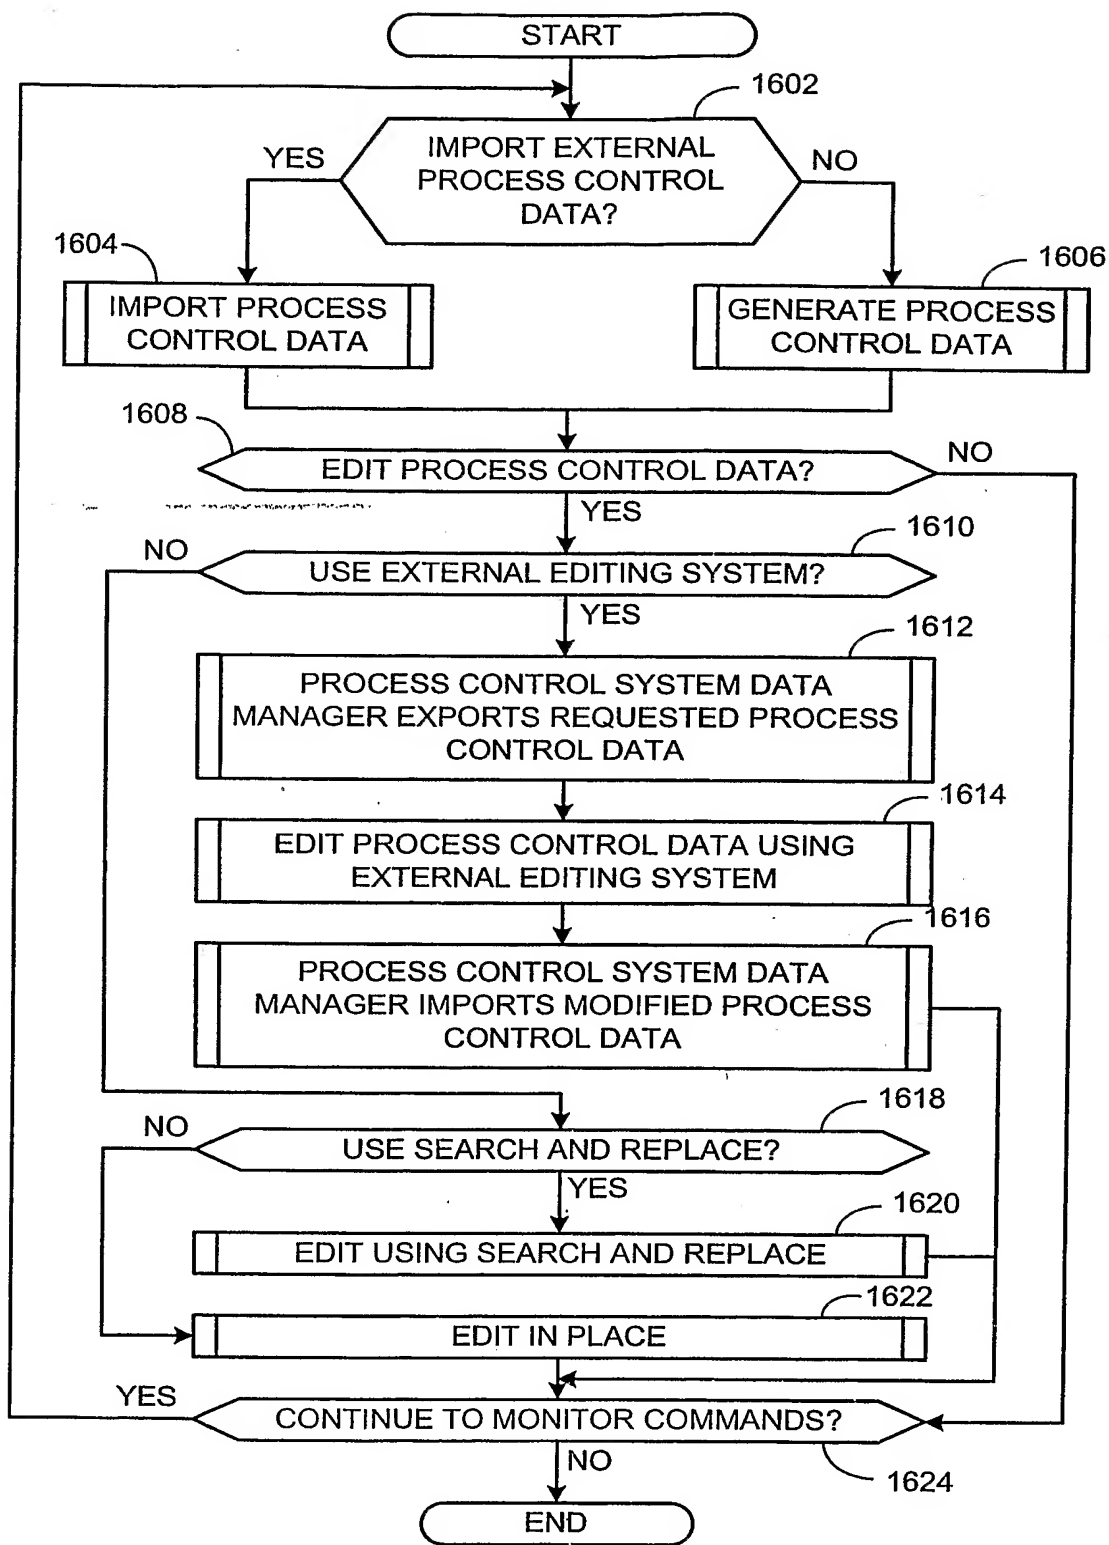 START
1602
IMPORT EXTERNAL
PROCESS CONTROL
DATA?
YES
NO
1604
IMPORT PROCESS
CONTROL DATA
1606
GENERATE PROCESS
CONTROL DATA
1608
EDIT PROCESS CONTROL DATA?
NO
YES
1610
NO
USE EXTERNAL EDITING SYSTEM?
YES
1612
PROCESS CONTROL SYSTEM DATA
MANAGER EXPORTS REQUESTED PROCESS
CONTROL DATA
1614
EDIT PROCESS CONTROL DATA USING
EXTERNAL EDITING SYSTEM
1616
PROCESS CONTROL SYSTEM DATA
MANAGER IMPORTS MODIFIED PROCESS
CONTROL DATA
1618
NO
USE SEARCH AND REPLACE?
YES
1620
EDIT USING SEARCH AND REPLACE
1622
EDIT IN PLACE
YES
CONTINUE TO MONITOR COMMANDS?
NO
1624
END